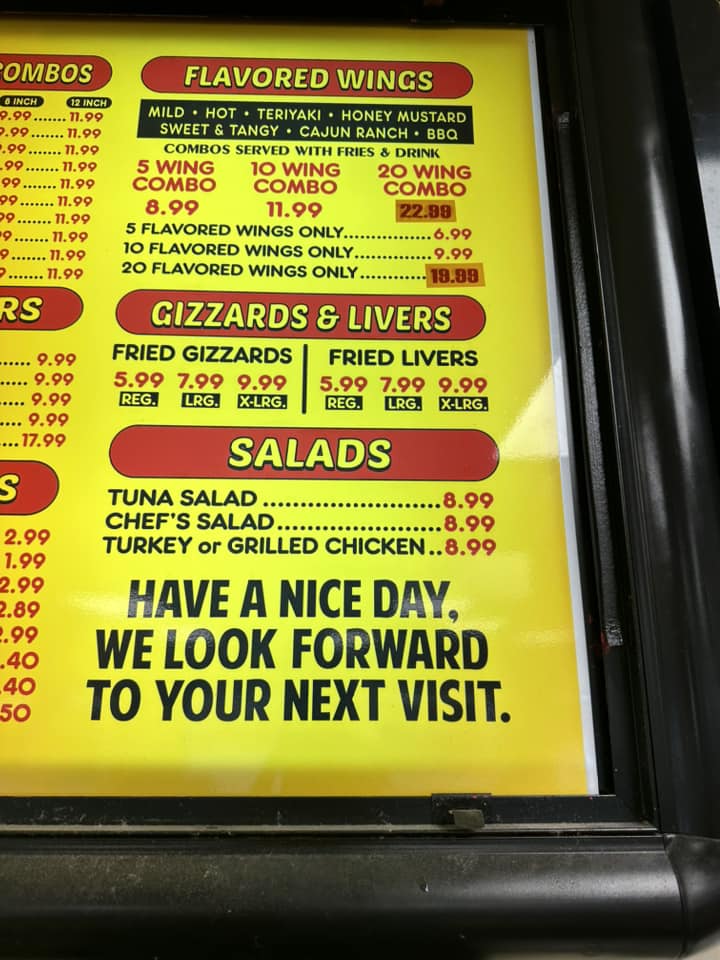 COMBOS
6 INCH 12 INCH
9.99.......11.99
9.99.......11.99
.99.......11.99
.99.......11.99
99.......11.99
99.......11.99
99.......11.99
9.......11.99
9.......11.99
11.99
RS
9.99
9.99
9.99
9.99
17.99
S
2.99
1.99
2.99
2.89
.99
.40
.40
50
FLAVORED WINGS
MILD • HOT • TERIYAKI • HONEY MUSTARD
SWEET & TANGY • CAJUN RANCH • BBQ
COMBOS SERVED WITH FRIES & DRINK
5 WING 10 WING 20 WING
COMBO COMBO COMBO
8.99 11.99 22.99
5 FLAVORED WINGS ONLY..............6.99
10 FLAVORED WINGS ONLY............9.99
20 FLAVORED WINGS ONLY...........19.99
GIZZARDS & LIVERS
FRIED GIZZARDS FRIED LIVERS
5.99 7.99 9.99 5.99 7.99 9.99
REG. LRG. X-LRG. REG. LRG. X-LRG.
SALADS
TUNA SALAD........................8.99
CHEF'S SALAD......................8.99
TURKEY or GRILLED CHICKEN..8.99
HAVE A NICE DAY,
WE LOOK FORWARD
TO YOUR NEXT VISIT.